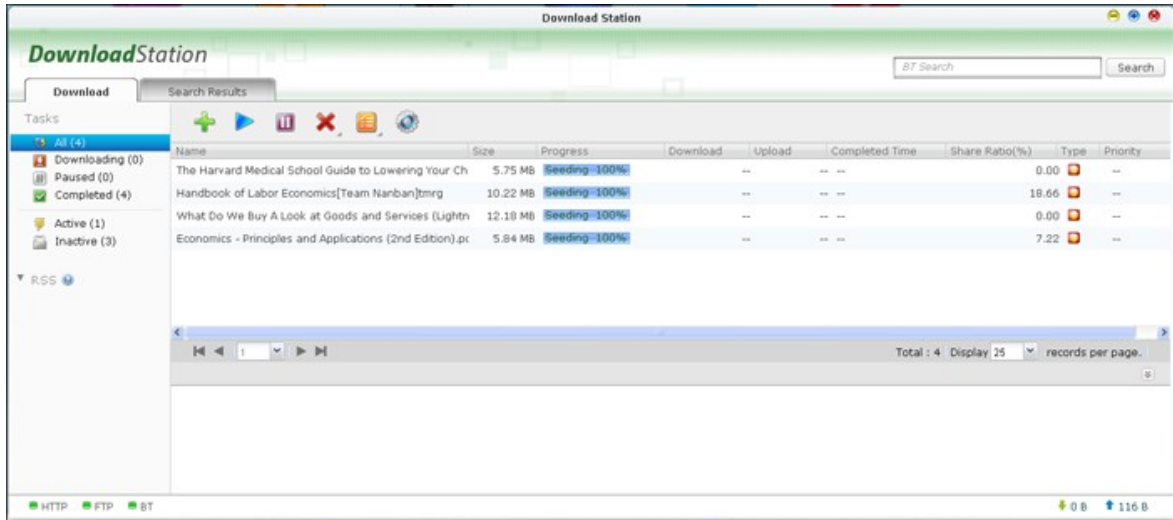 Download Station
DownloadStation
BT Search Search
Download Search Results
Tasks
All (4)
Downloading (0)
Paused (0)
Completed (4)
Active (1)
Inactive (3)
RSS
Name Size Progress Download Upload Completed Time Share Ratio(%) Type Priority
The Harvard Medical School Guide to Lowering Your Ch 5.75 MB Seeding 100% -- -- -- 0.00 --
Handbook of Labor Economics[Team Nanban]tmrg 10.22 MB Seeding 100% -- -- -- 18.66 --
What Do We Buy A Look at Goods and Services (Lightn 12.18 MB Seeding 100% -- -- -- 0.00 --
Economics - Principles and Applications (2nd Edition).pc 5.84 MB Seeding 100% -- -- -- 7.22 --
1 Total : 4 Display 25 records per page.
HTTP FTP BT 0 B 116 B